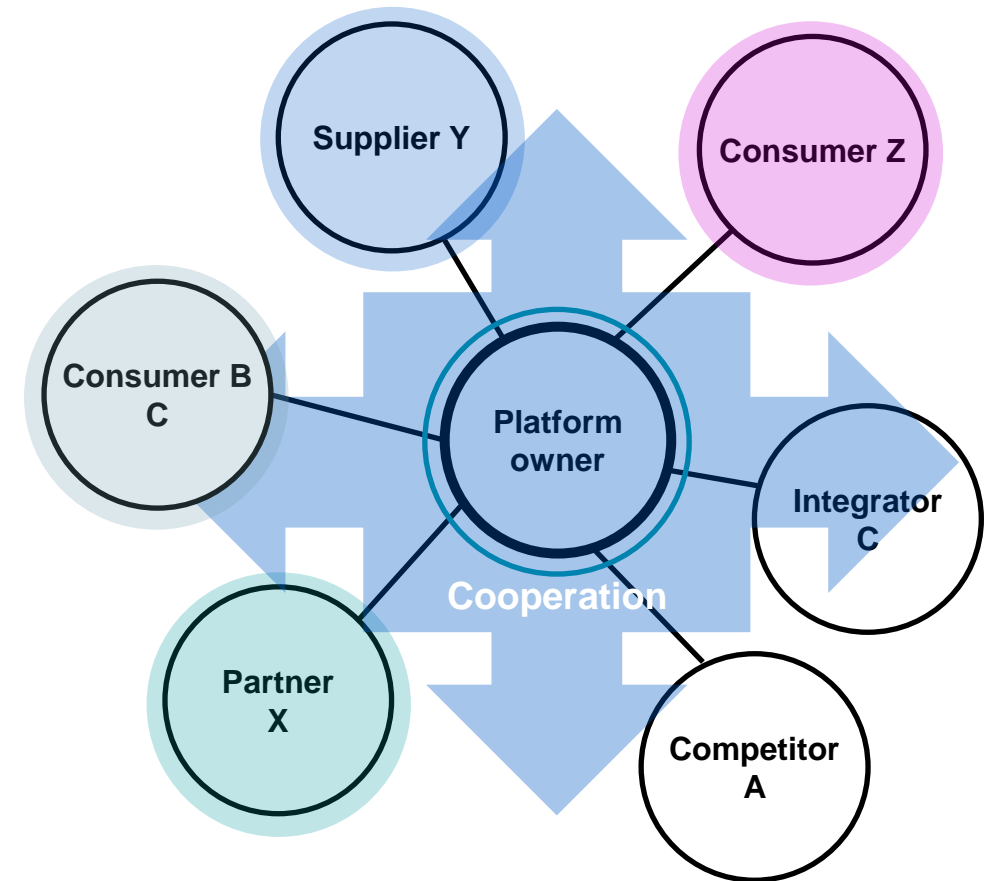 Supplier Y
Consumer Z
Consumer B
C
Platform
owner
Integrator
C
Cooperation
Partner
X
Competitor
A